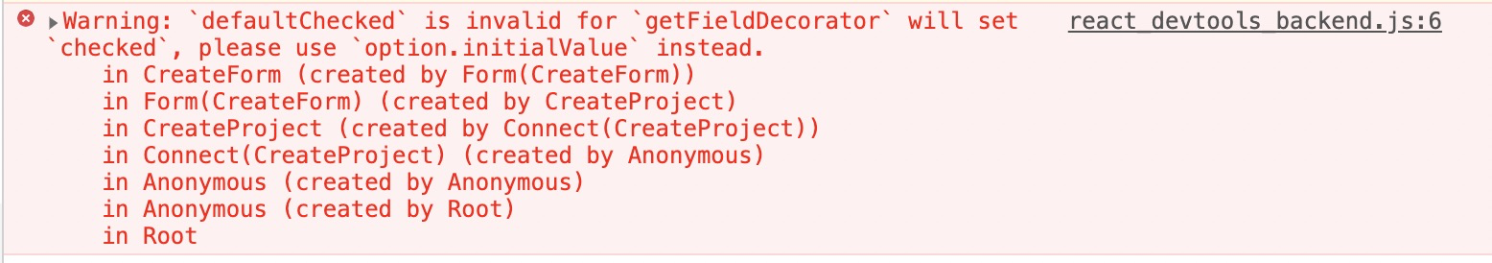 Warning: `defaultChecked` is invalid for `getFieldDecorator` will set react_devtools_backend.js:6
`checked`, please use `option.initialValue` instead.
in CreateForm (created by Form(CreateForm))
in Form(CreateForm) (created by CreateProject)
in CreateProject (created by Connect(CreateProject))
in Connect(CreateProject) (created by Anonymous)
in Anonymous (created by Anonymous)
in Anonymous (created by Root)
in Root